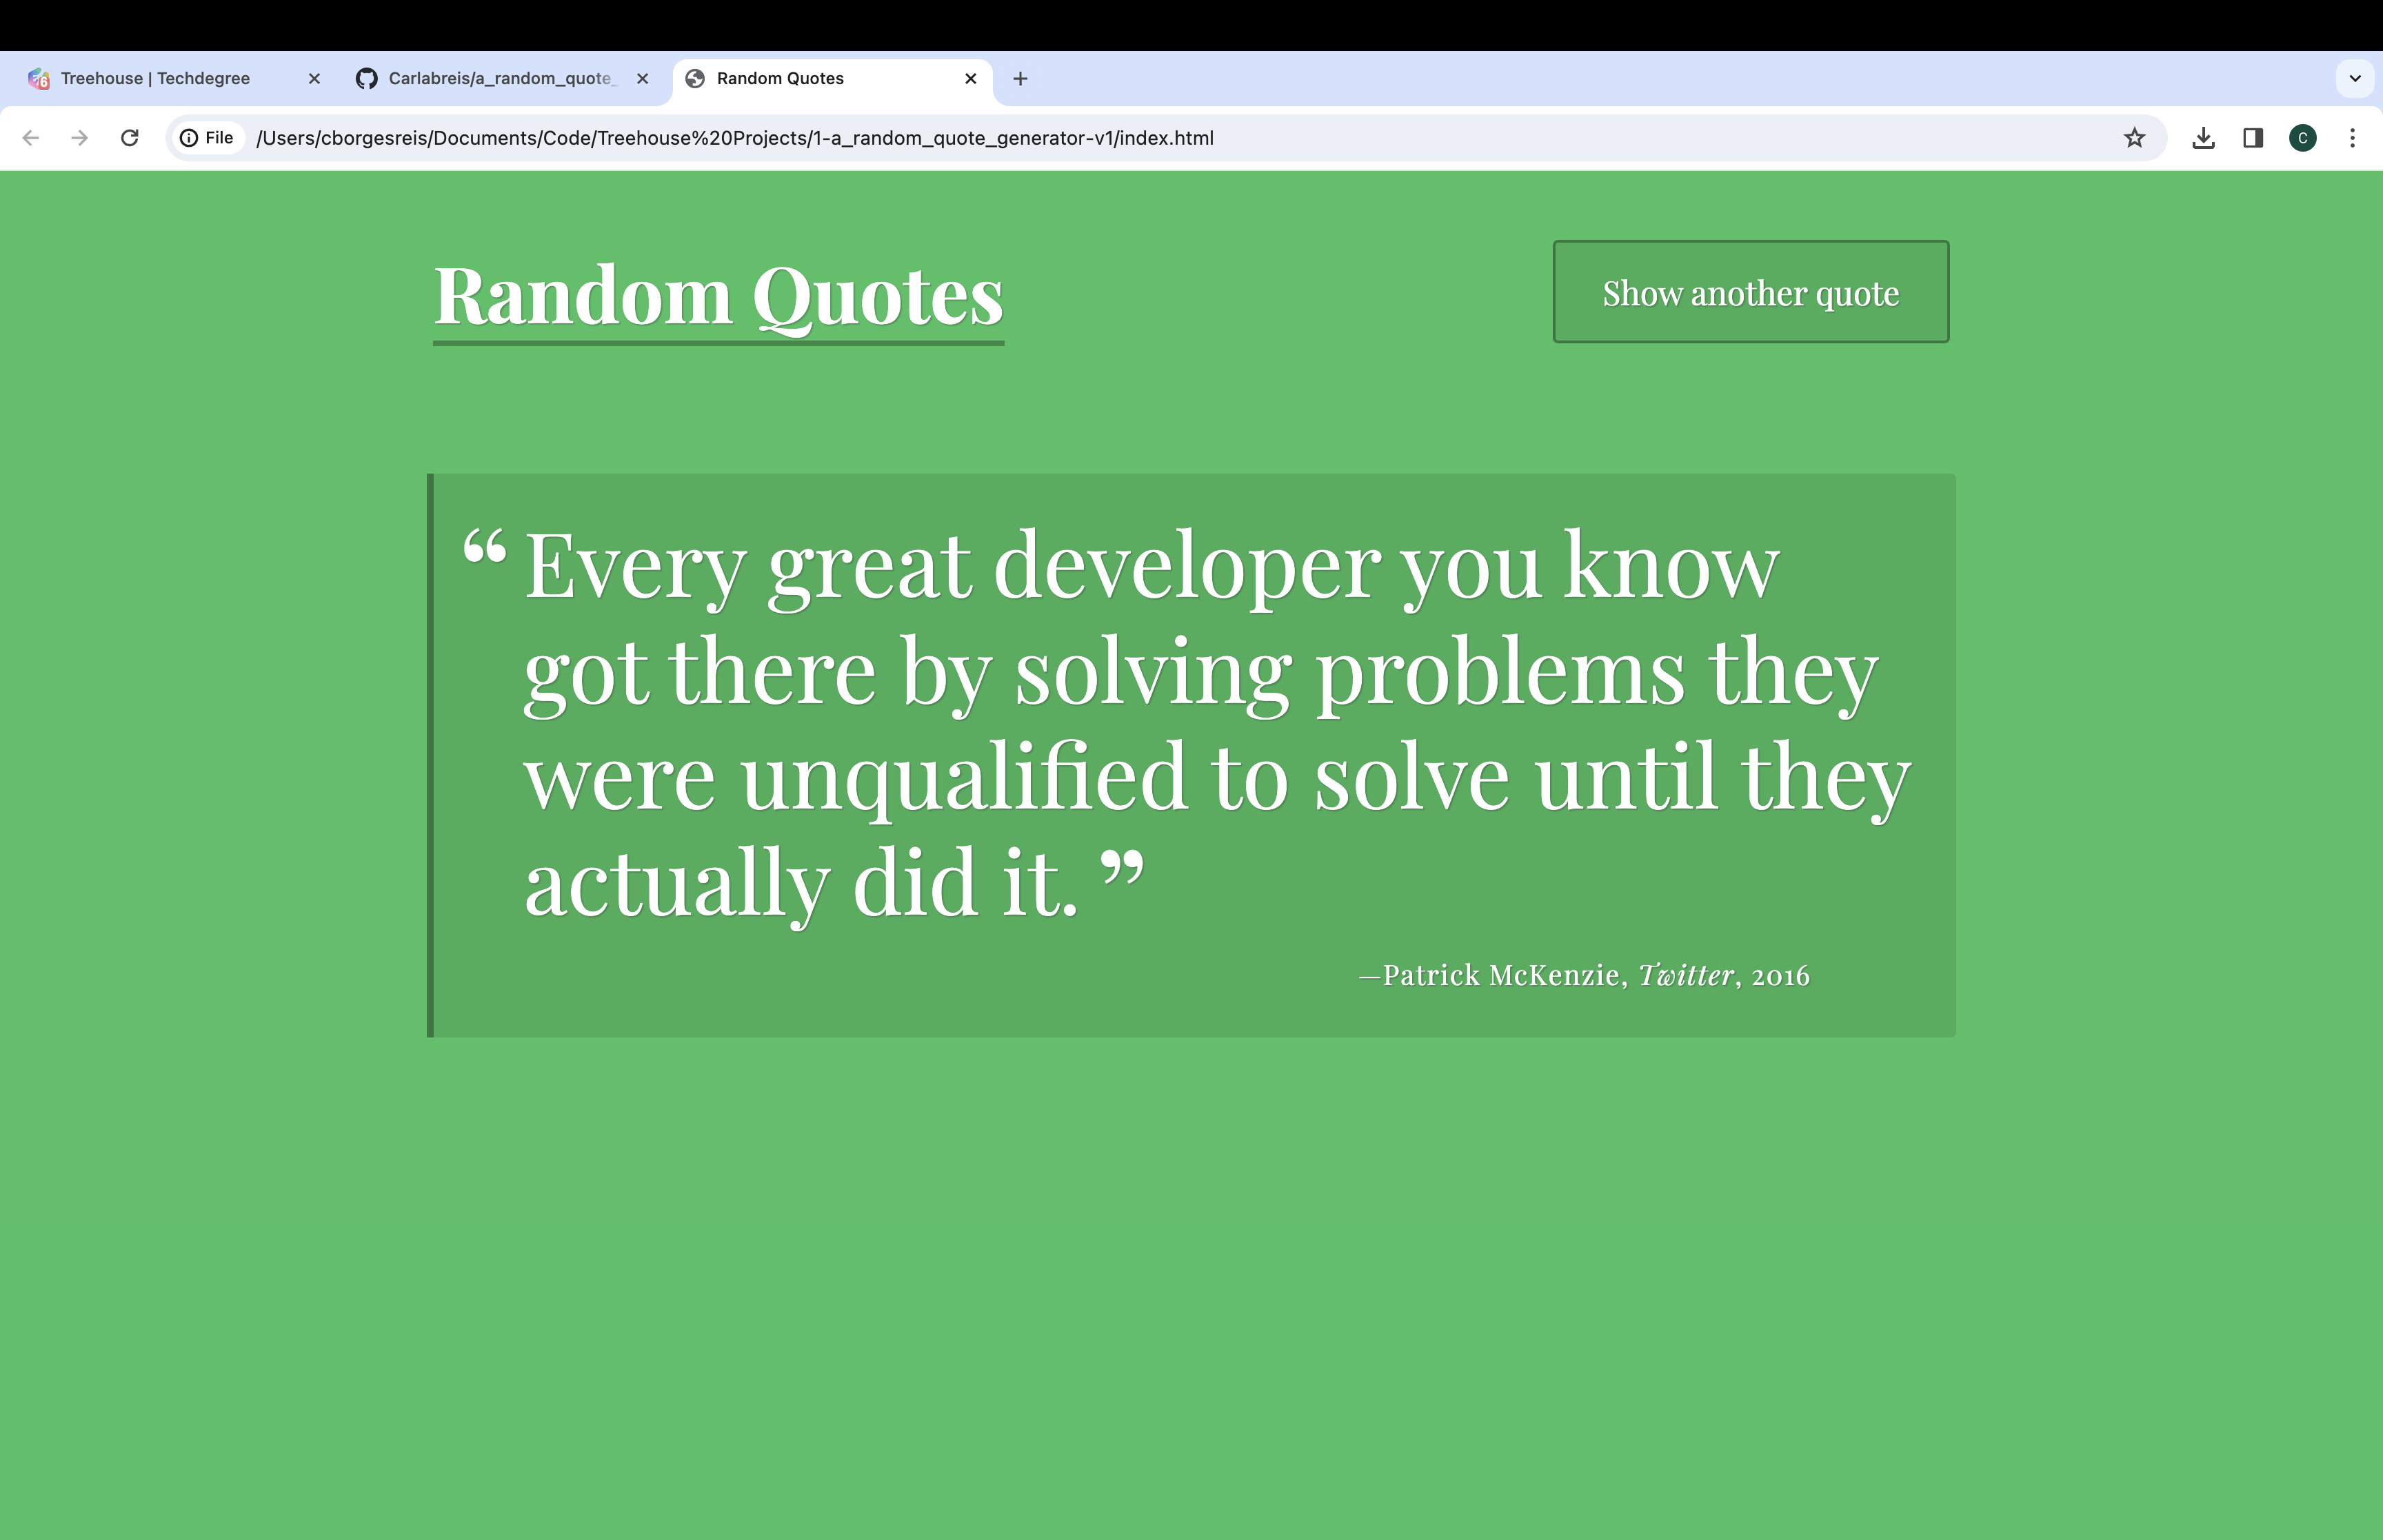 Treehouse | Techdegree
Carlabreis/a_random_quote_
Random Quotes
File
/Users/cborgesreis/Documents/Code/Treehouse%20Projects/1-a_random_quote_generator-v1/index.html
C
Random Quotes
Show another quote
“ Every great developer you know
got there by solving problems they
were unqualified to solve until they
actually did it. ”
—Patrick McKenzie, Twitter, 2016